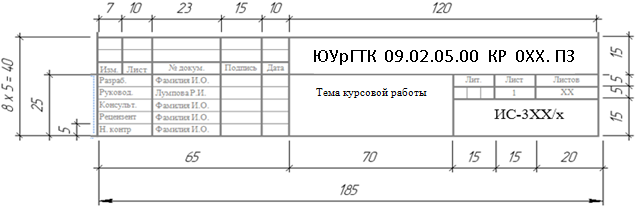 7 10 23 15 10 120
8 x 5 = 40
25
5
ЮУрГТК 09.02.05.00 КР 0ХХ. ПЗ
15
Изм. Лист № докум. Подпись Дата
Разраб. Фамилия И.О.
Руковод. Лумпова Р.И.
Консульт. Фамилия И.О.
Рецензент Фамилия И.О.
Н. контр Фамилия И.О.
Тема курсовой работы
Лит. Лист Листов
5
1 ХХ
5
ИС-3ХХ/х
15
65 70 15 15 20
185